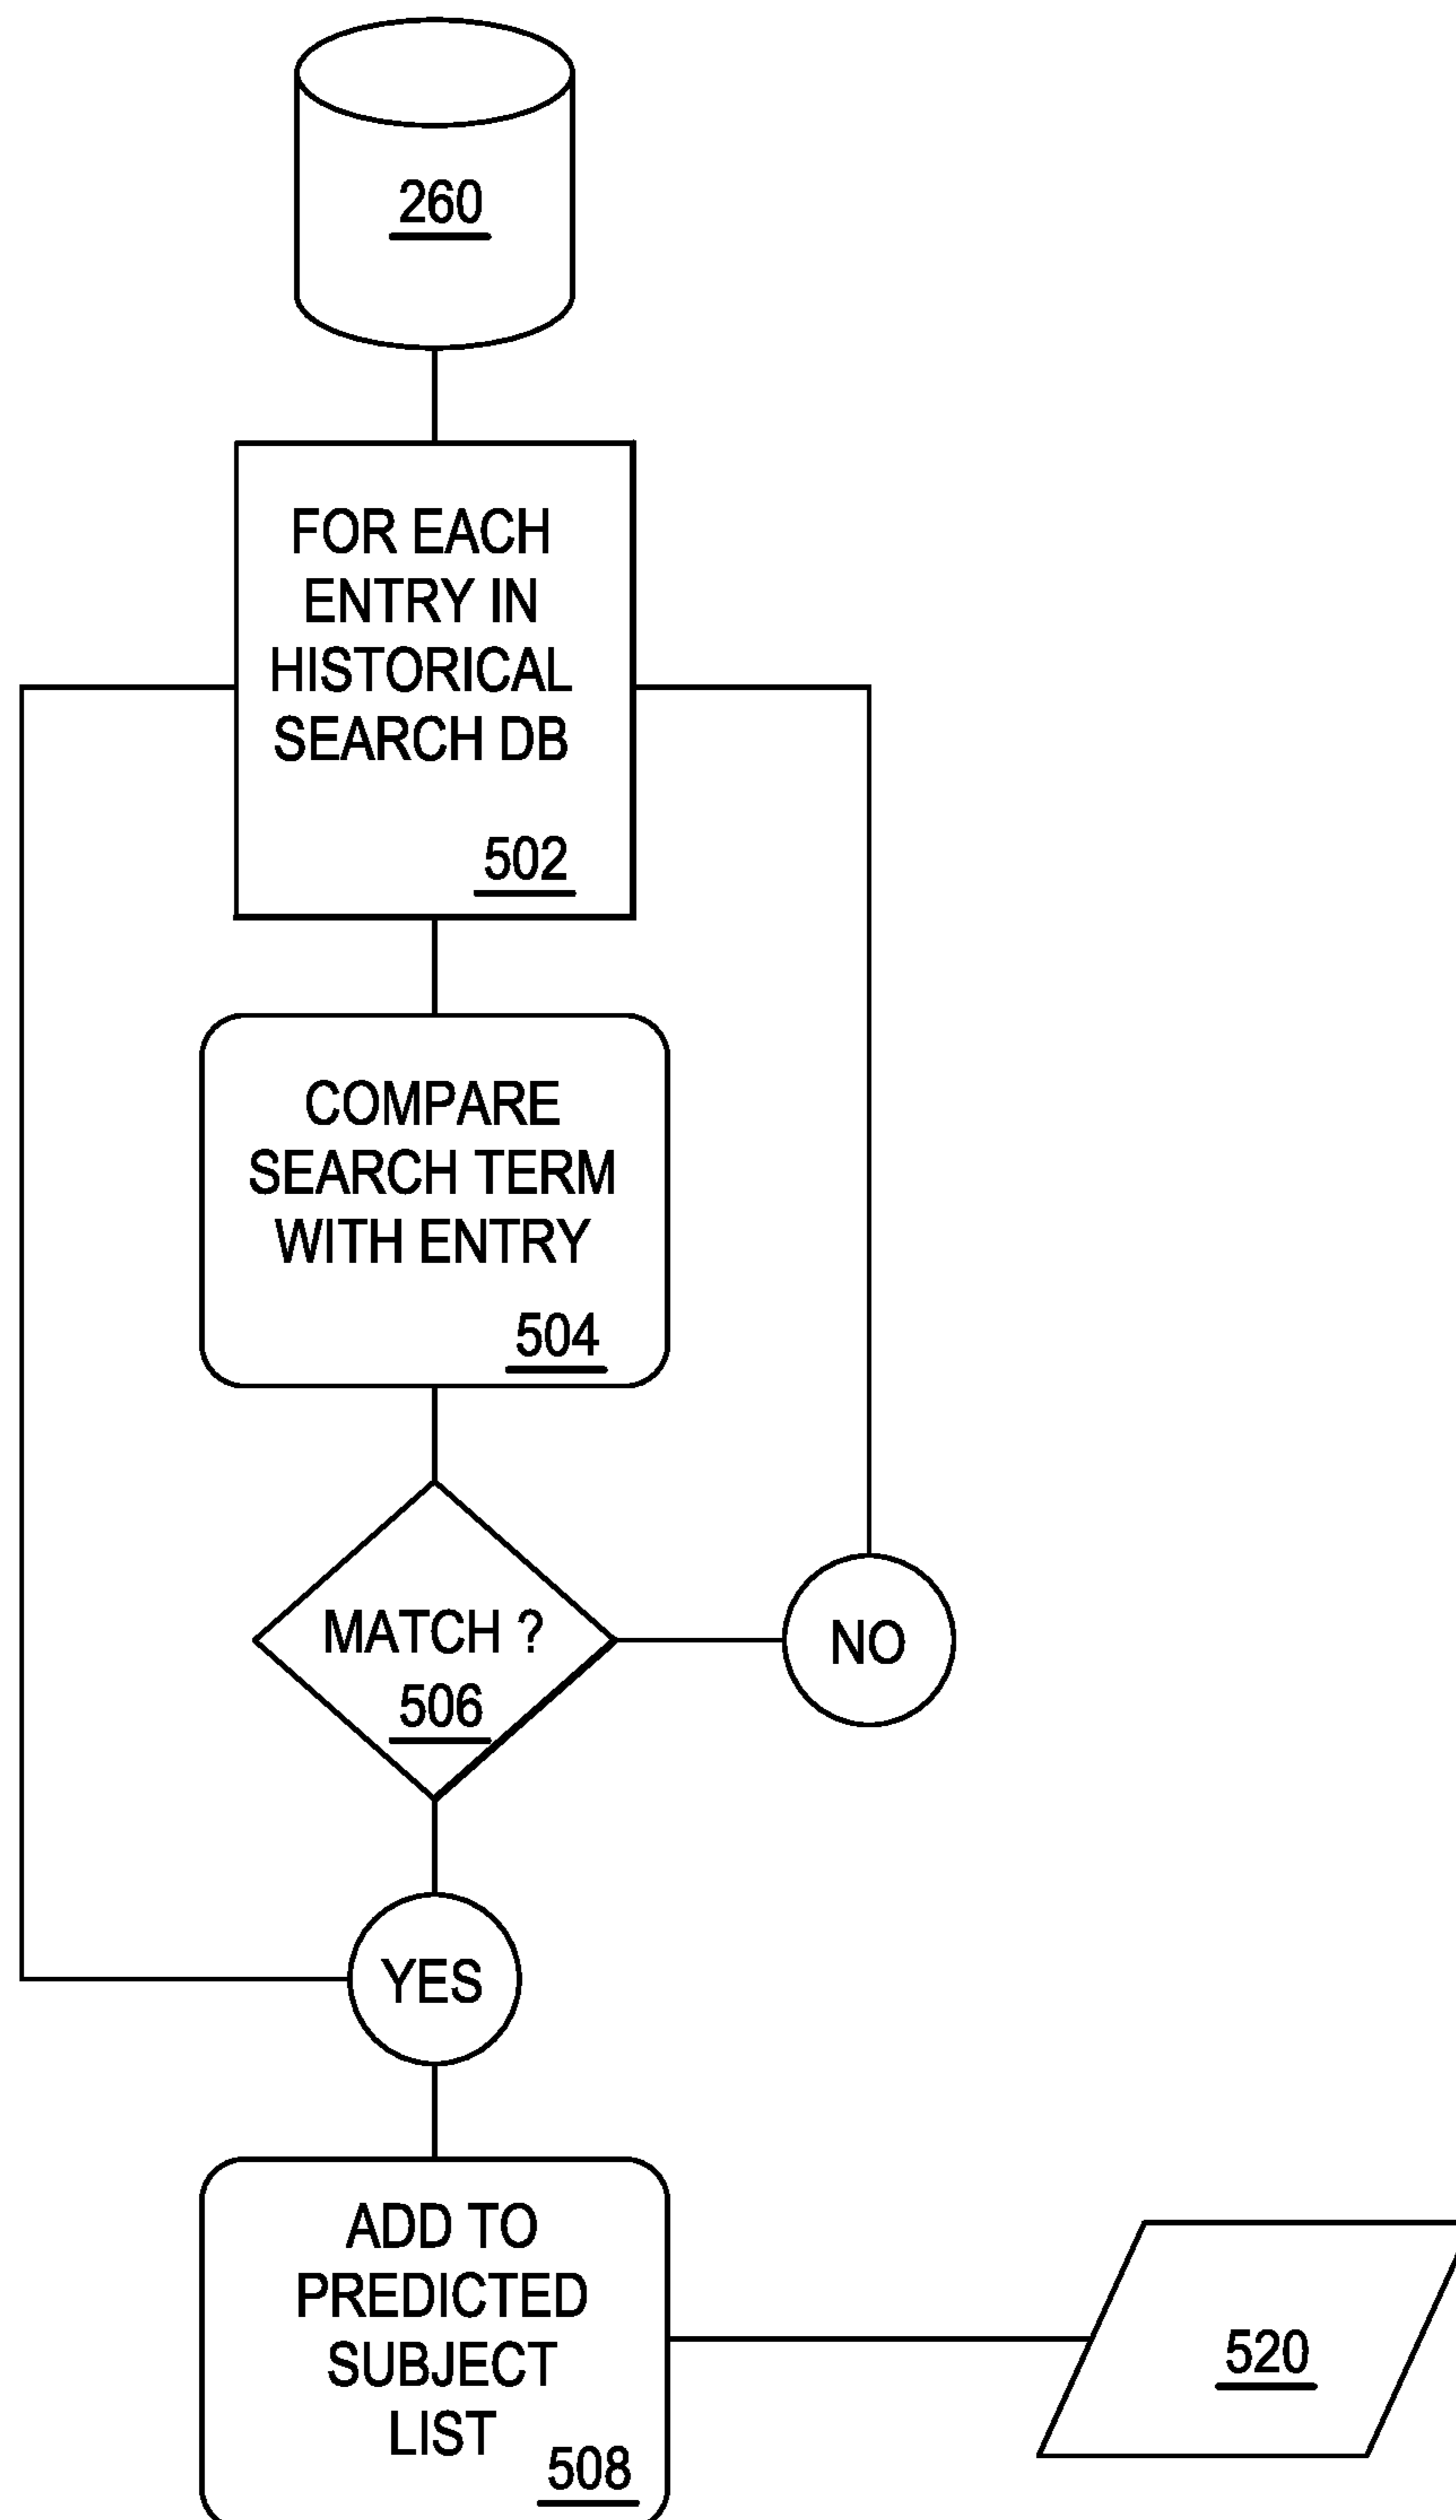 260
FOR EACH
ENTRY IN
HISTORICAL
SEARCH DB
502
COMPARE
SEARCH TERM
WITH ENTRY
504
MATCH ?
506
NO
YES
ADD TO
PREDICTED
SUBJECT
LIST
508
520